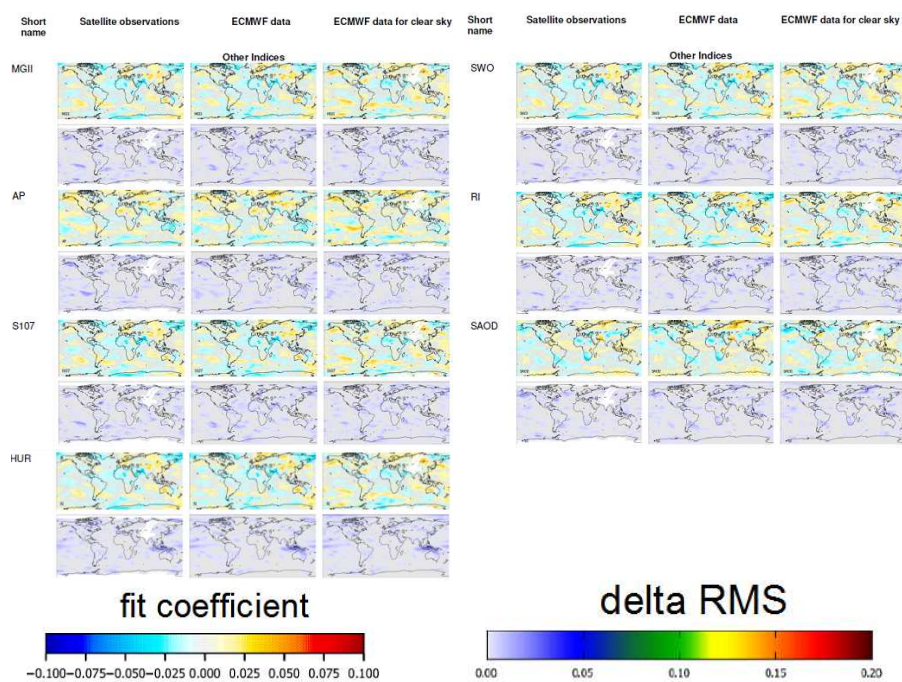 Short name
Satellite observations
ECMWF data
ECMWF data for clear sky
Other Indices
MGII
AP
S107
HUR
Short name
Satellite observations
ECMWF data
ECMWF data for clear sky
Other Indices
SWO
RI
SAOD
fit coefficient
−0.100−0.075−0.050−0.025 0.000 0.025 0.050 0.075 0.100
delta RMS
0.00 0.05 0.10 0.15 0.20